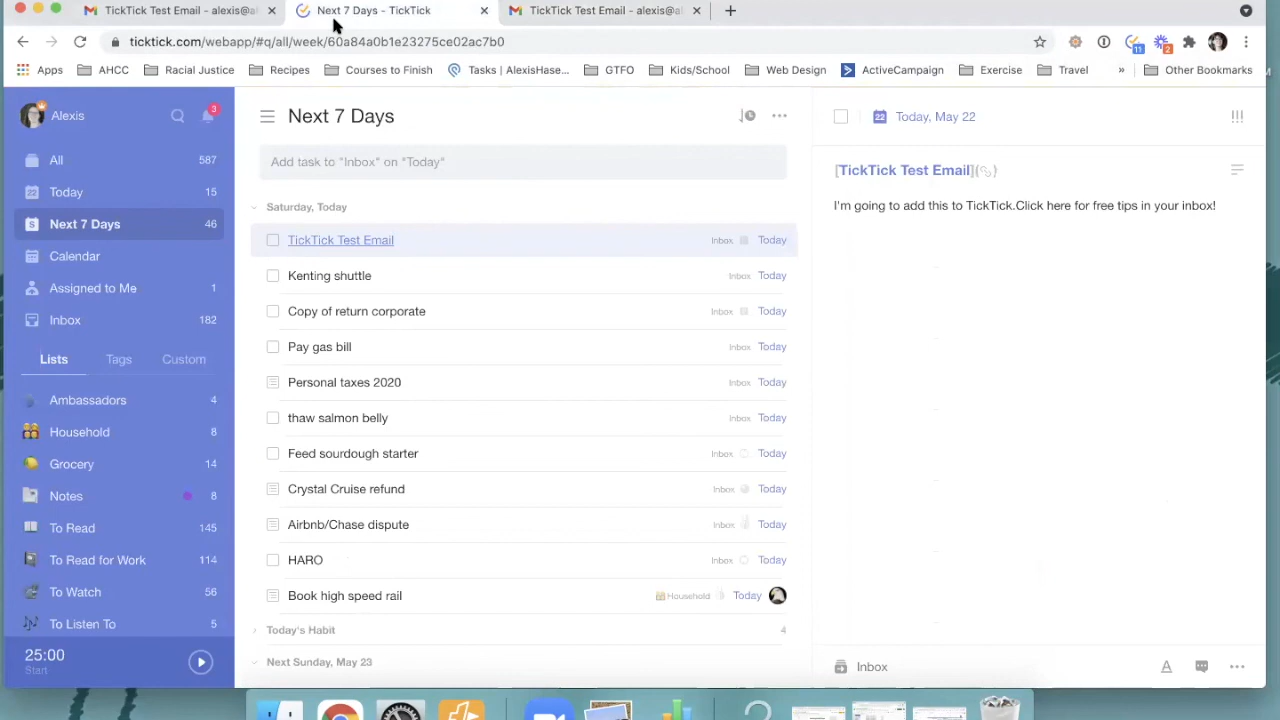 TickTick Test Email - alexis@al
Next 7 Days - TickTick
TickTick Test Email - alexis@a
ticktick.com/webapp/#q/all/week/60a84a0b1e23275ce02ac7b0
11
2
Apps AHCC Racial Justice Recipes Courses to Finish Tasks | AlexisHase... GTFO Kids/School Web Design ActiveCampaign Exercise Travel » Other Bookmarks
Alexis
3
All 587
22 Today 15
S Next 7 Days 46
Calendar
Assigned to Me 1
Inbox 182
Lists Tags Custom
Ambassadors 4
Household 8
Grocery 14
Notes 8
To Read 145
To Read for Work 114
To Watch 56
To Listen To 5
25:00
Start
Next 7 Days
Add task to "Inbox" on "Today"
Saturday, Today
TickTick Test Email Inbox Today
Kenting shuttle Inbox Today
Copy of return corporate Inbox Today
Pay gas bill Inbox Today
Personal taxes 2020 Inbox Today
thaw salmon belly Inbox Today
Feed sourdough starter Inbox Today
Crystal Cruise refund Inbox Today
Airbnb/Chase dispute Inbox Today
HARO Inbox Today
Book high speed rail Household Today
Today's Habit 4
Next Sunday, May 23
22 Today, May 22
[TickTick Test Email]()
I'm going to add this to TickTick.Click here for free tips in your inbox!
Inbox A